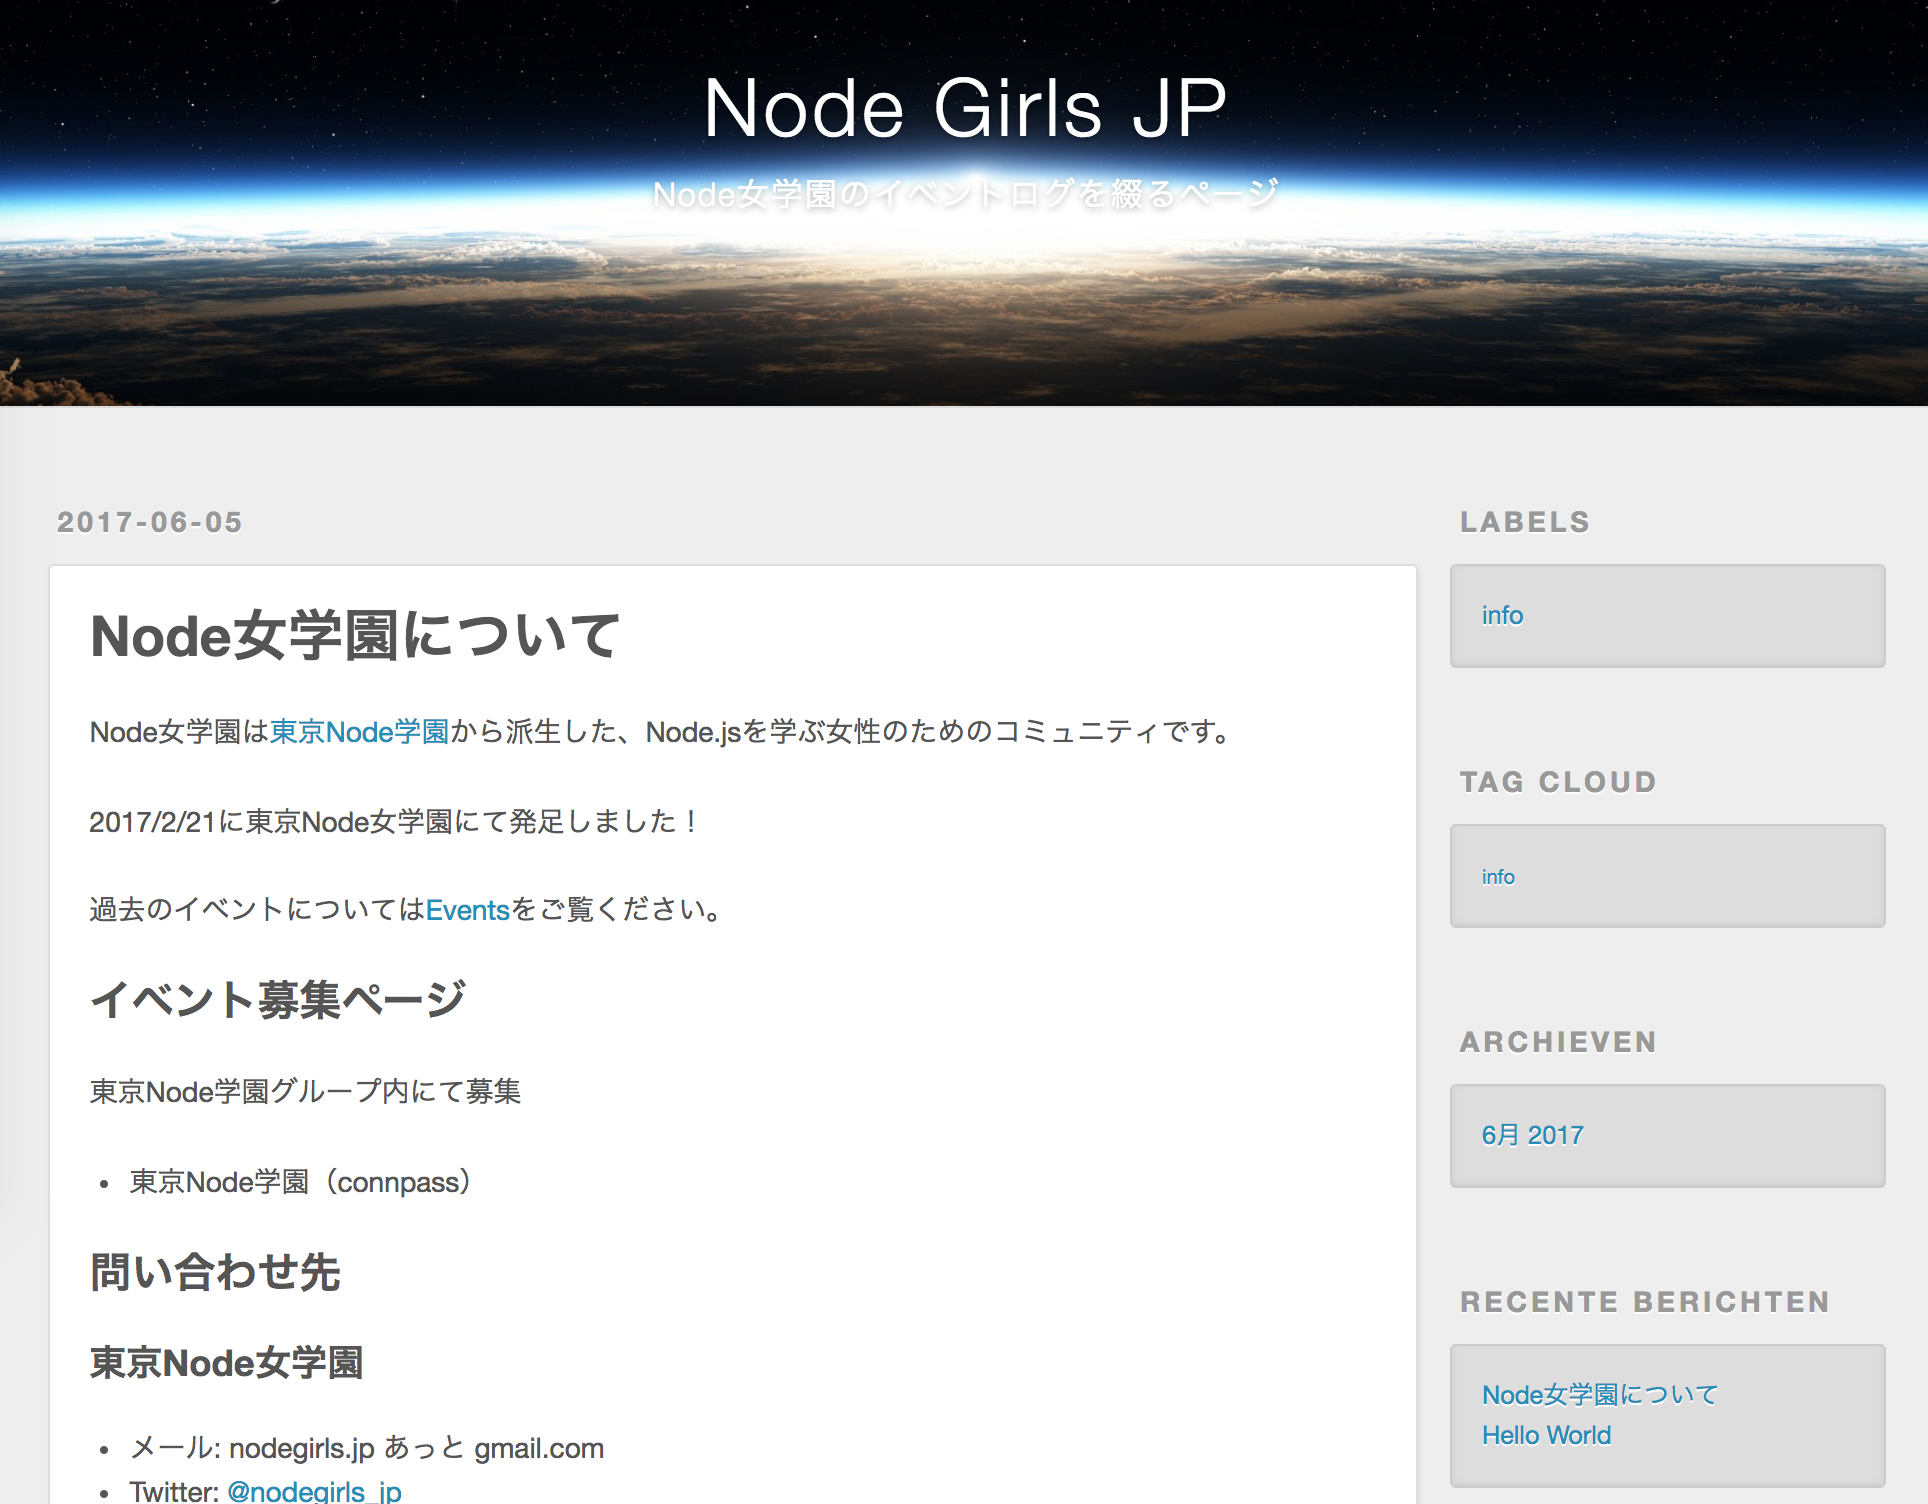 Node Girls JP
Node女学園のイベントログを綴るページ
2017-06-05
Node女学園について
Node女学園は東京Node学園から派生した、Node.jsを学ぶ女性のためのコミュニティです。
2017/2/21に東京Node女学園にて発足しました！
過去のイベントについてはEventsをご覧ください。
イベント募集ページ
東京Node学園グループ内にて募集
• 東京Node学園（connpass）
問い合わせ先
東京Node女学園
• メール: nodegirls.jp あっと gmail.com
• Twitter: @nodegirls_jp
LABELS
info
TAG CLOUD
info
ARCHIEVEN
6月 2017
RECENTE BERICHTEN
Node女学園について
Hello World